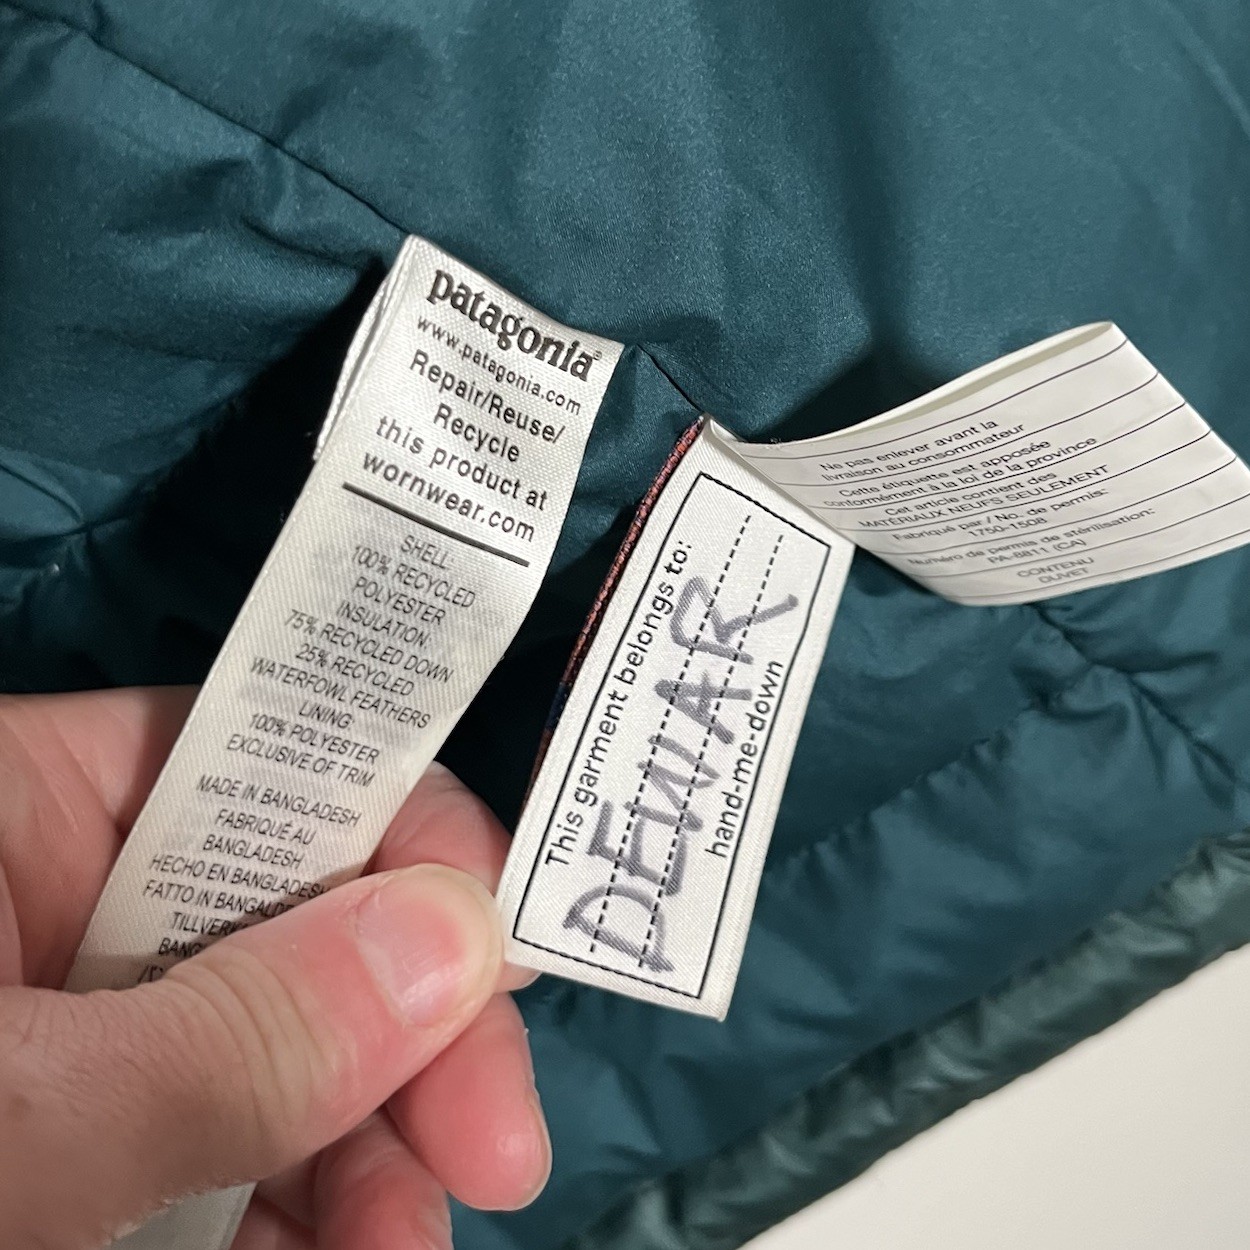 patagonia®
www.patagonia.com
Repair/Reuse/
Recycle
this product at
wornwear.com
SHELL:
100% RECYCLED
POLYESTER
INSULATION:
75% RECYCLED DOWN
25% RECYCLED
WATERFOWL FEATHERS
LINING:
100% POLYESTER
EXCLUSIVE OF TRIM
MADE IN BANGLADESH
FABRIQUÉ AU
BANGLADESH
HECHO EN BANGLADESH
FATTO IN
This garment belongs to:
DEWAR
hand-me-down
Ne pas enlever avant la
livraison au consommateur
Cette étiquette est apposée
conformément à la loi de la province
Cet article contient des
MATÉRIAUX NEUFS SEULEMENT
Fabriqué par / No. de permis:
1750-1508
Numéro de permis de stérilisation:
PA-8811 (CA)
CONTENU
DUVET